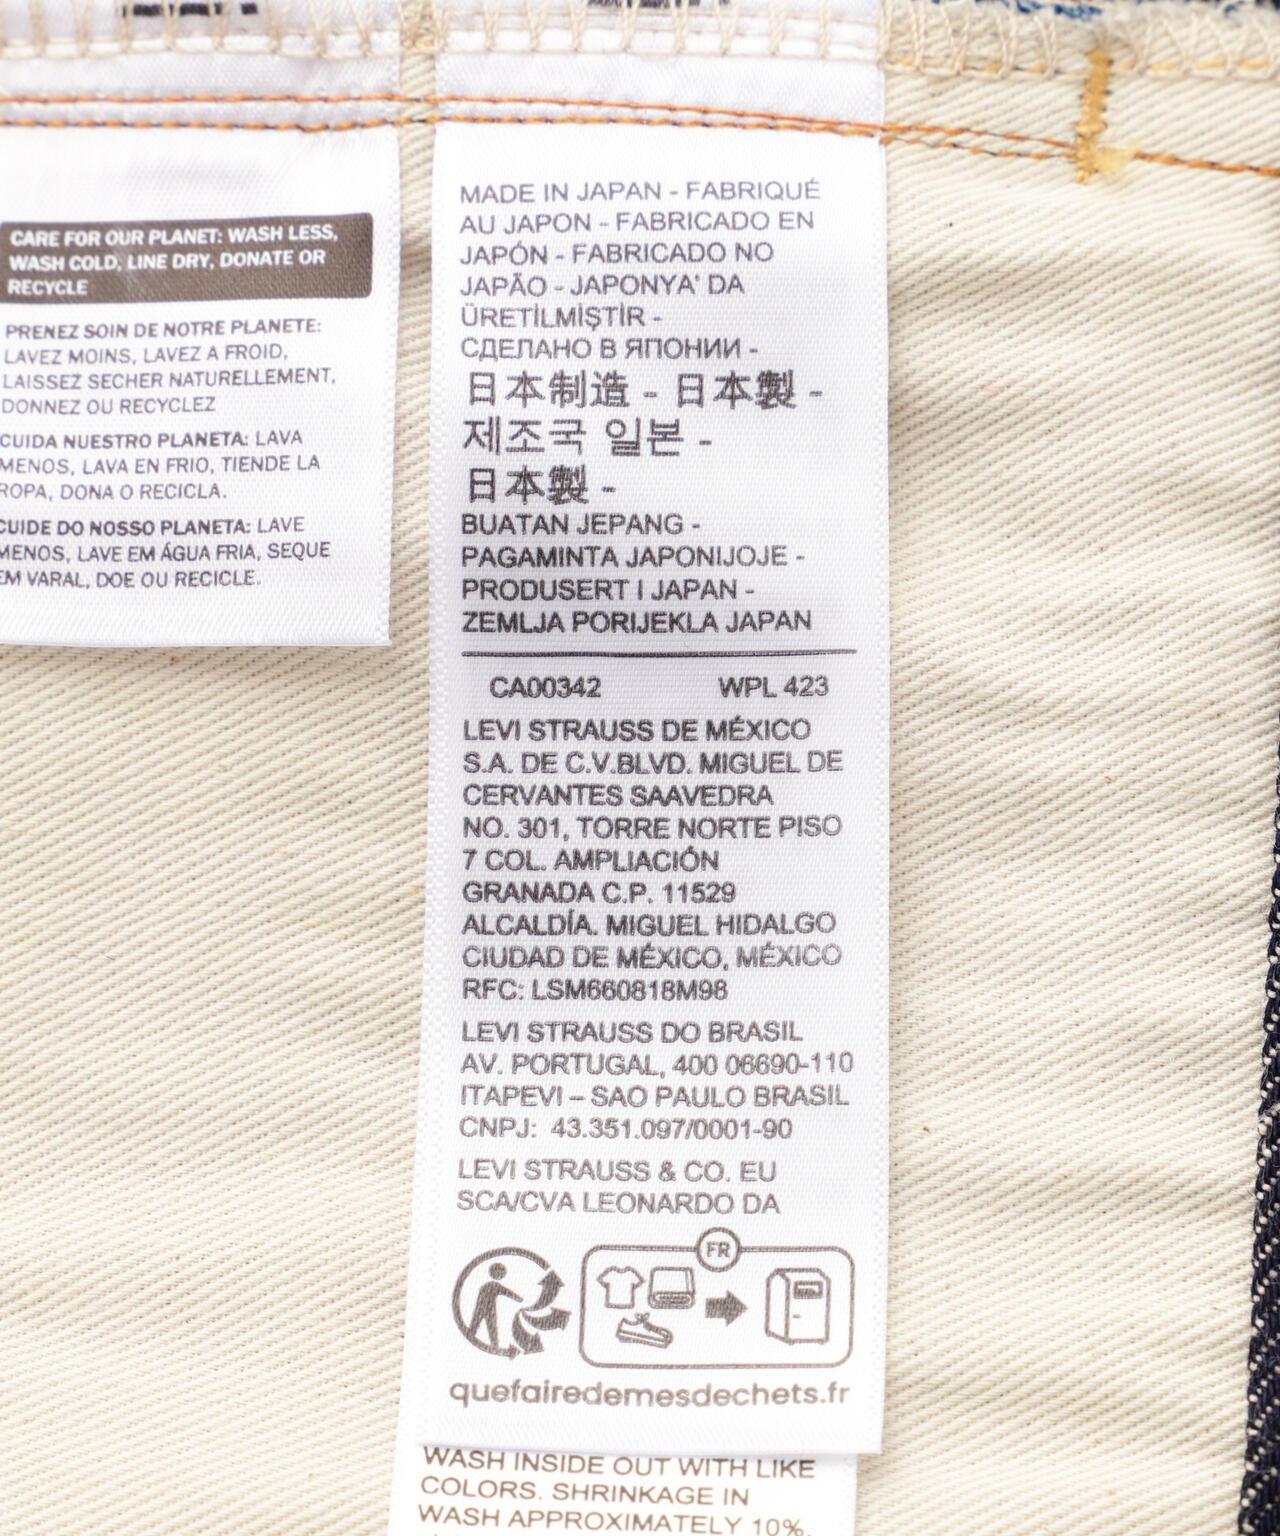 CARE FOR OUR PLANET: WASH LESS,
WASH COLD, LINE DRY, DONATE OR
RECYCLE
PRENEZ SOIN DE NOTRE PLANETE:
LAVEZ MOINS, LAVEZ A FROID,
LAISSEZ SECHER NATURELLEMENT,
DONNEZ OU RECYCLEZ
CUIDA NUESTRO PLANETA: LAVA
MENOS, LAVA EN FRIO, TIENDE LA
ROPA, DONA O RECICLA.
CUIDE DO NOSSO PLANETA: LAVE
MENOS, LAVE EM ÁGUA FRIA, SEQUE
EM VARAL, DOE OU RECICLE.
MADE IN JAPAN - FABRIQUÉ
AU JAPON - FABRICADO EN
JAPÓN - FABRICADO NO
JAPÃO - JAPONYA' DA
ÜRETİLMİŞTİR -
СДЕЛАНО В ЯПОНИИ -
日本制造 - 日本製 -
제조국 일본 -
日本製 -
BUATAN JEPANG -
PAGAMINTA JAPONIJOJE -
PRODUSERT I JAPAN -
ZEMLJA PORIJEKLA JAPAN
CA00342 WPL 423
LEVI STRAUSS DE MÉXICO
S.A. DE C.V.BLVD. MIGUEL DE
CERVANTES SAAVEDRA
NO. 301, TORRE NORTE PISO
7 COL. AMPLIACIÓN
GRANADA C.P. 11529
ALCALDÍA. MIGUEL HIDALGO
CIUDAD DE MÉXICO, MÉXICO
RFC: LSM660818M98
LEVI STRAUSS DO BRASIL
AV. PORTUGAL, 400 06690-110
ITAPEVI – SAO PAULO BRASIL
CNPJ: 43.351.097/0001-90
LEVI STRAUSS & CO. EU
SCA/CVA LEONARDO DA
FR
quefairedemesdechets.fr
WASH INSIDE OUT WITH LIKE
COLORS. SHRINKAGE IN
WASH APPROXIMATELY 10%.